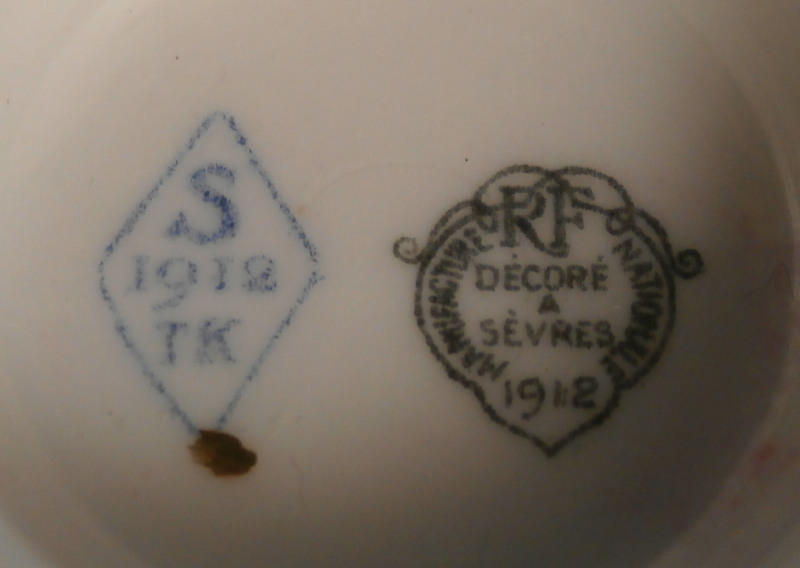 S
1912
TK
RF
MANUFACTURE NATIONALE
DÉCORÉ
A
SÈVRES
1912